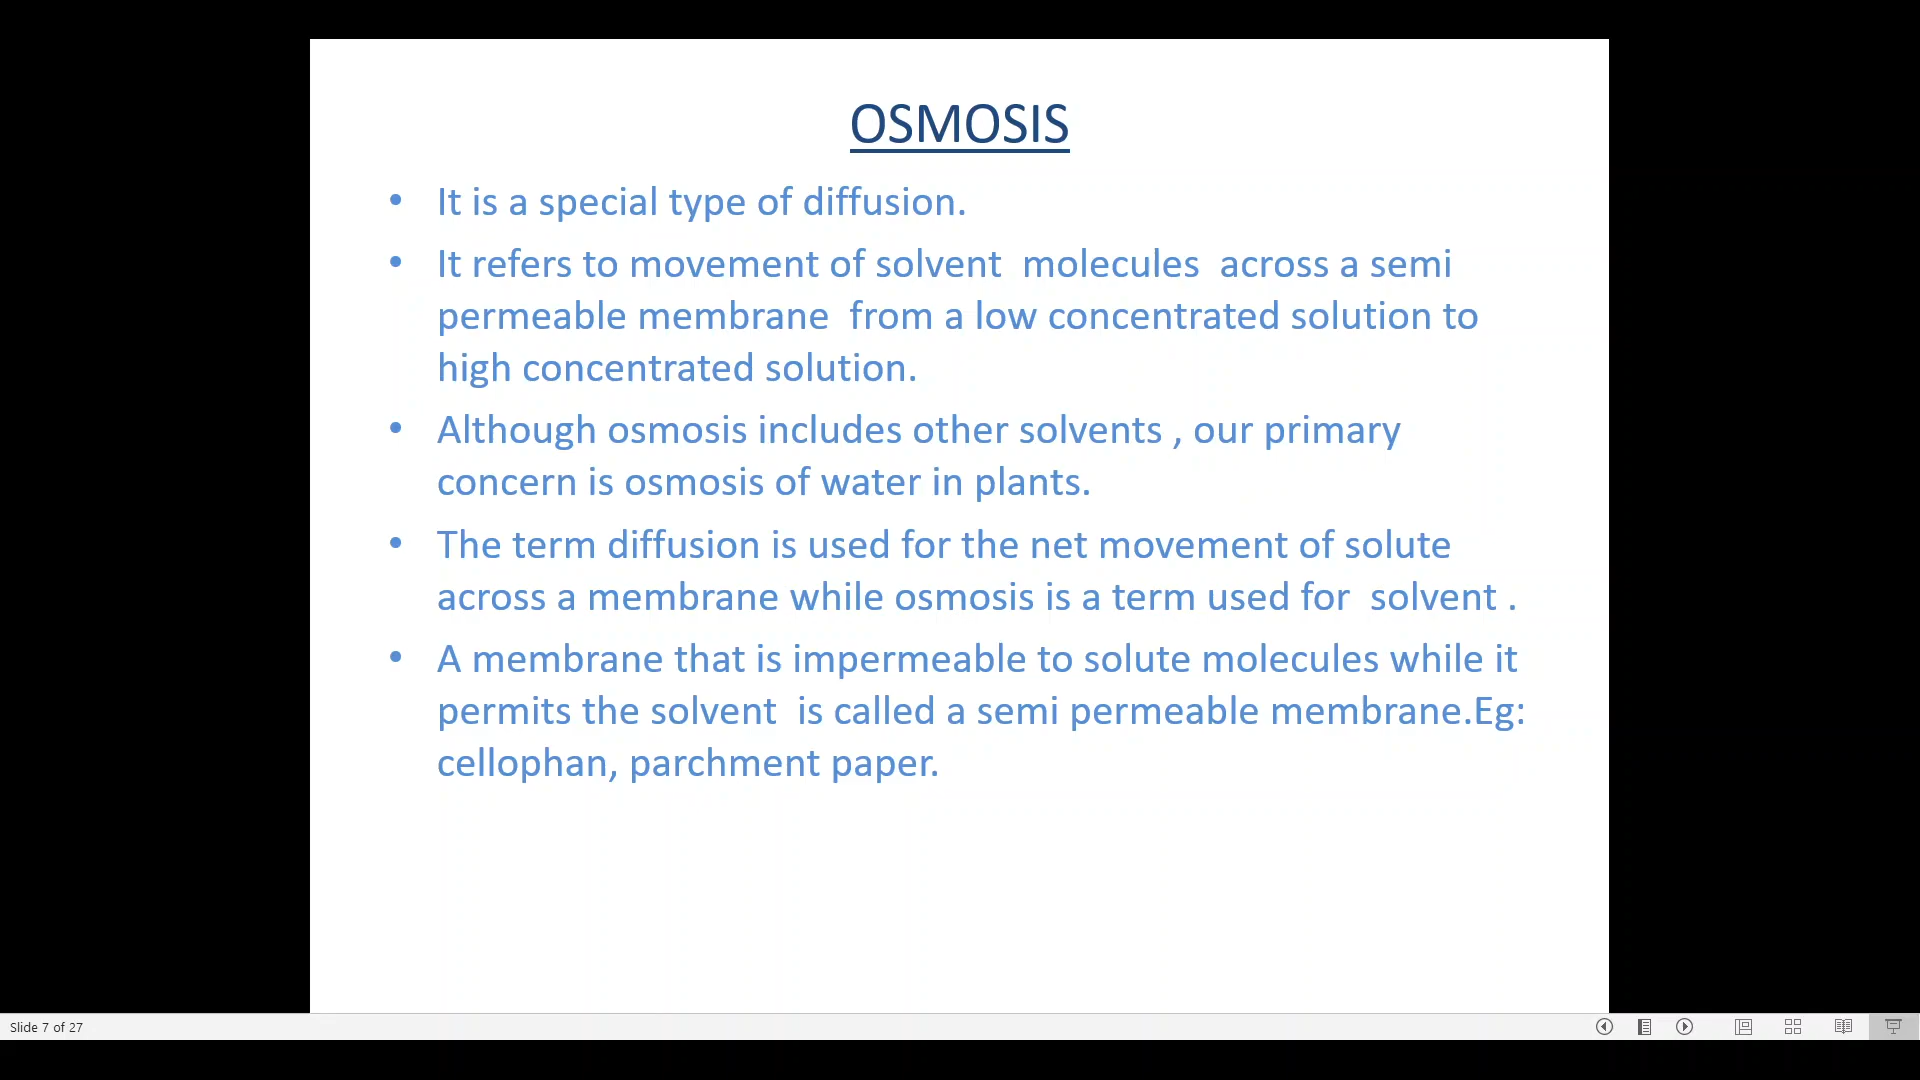 OSMOSIS
• It is a special type of diffusion.
• It refers to movement of solvent molecules across a semi
permeable membrane from a low concentrated solution to
high concentrated solution.
• Although osmosis includes other solvents , our primary
concern is osmosis of water in plants.
• The term diffusion is used for the net movement of solute
across a membrane while osmosis is a term used for solvent .
• A membrane that is impermeable to solute molecules while it
permits the solvent is called a semi permeable membrane.Eg:
cellophan, parchment paper.
Slide 7 of 27